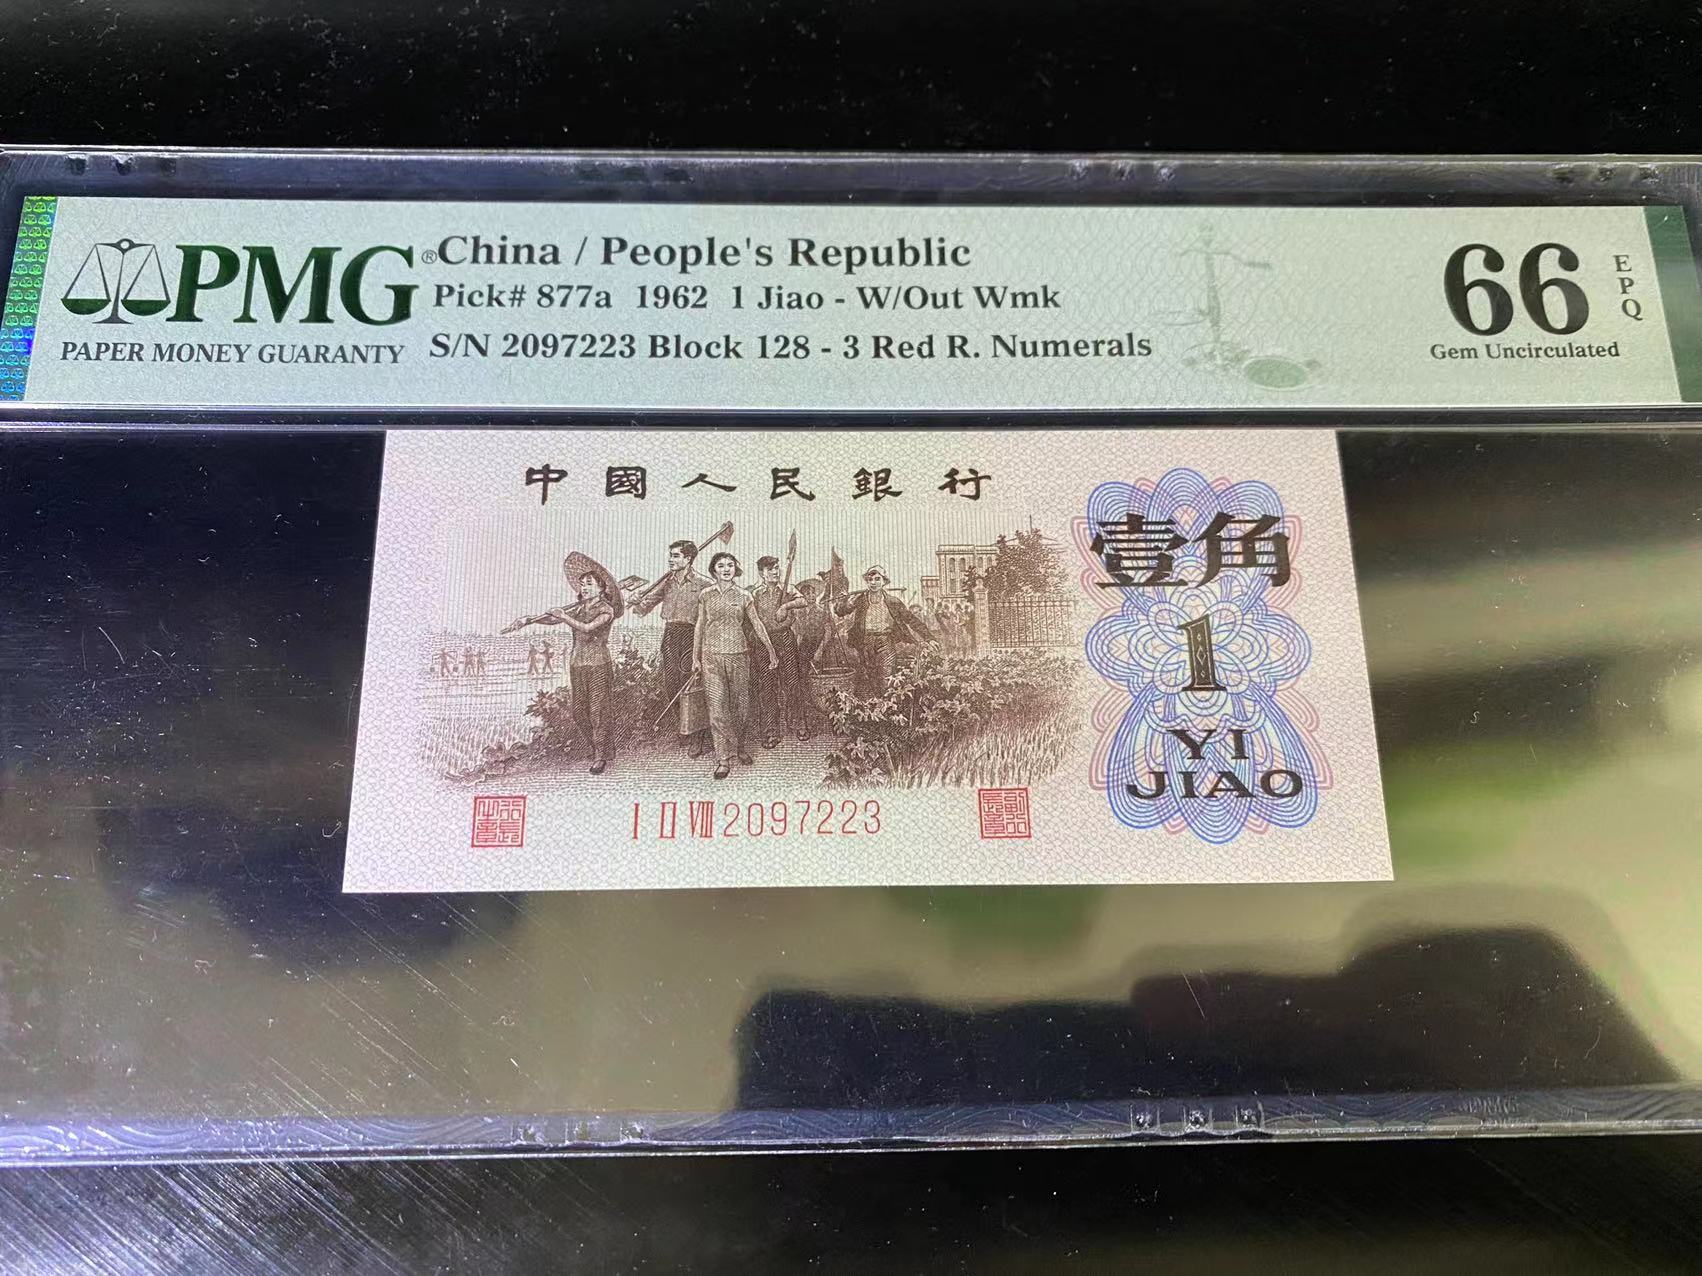 PMG®
PAPER MONEY GUARANTY
China / People's Republic
Pick# 877a 1962 1 Jiao - W/Out Wmk
S/N 2097223 Block 128 - 3 Red R. Numerals
66
EPQ
Gem Uncirculated
中國人民銀行
壹角
1
YI
JIAO
I II VIII 2097223